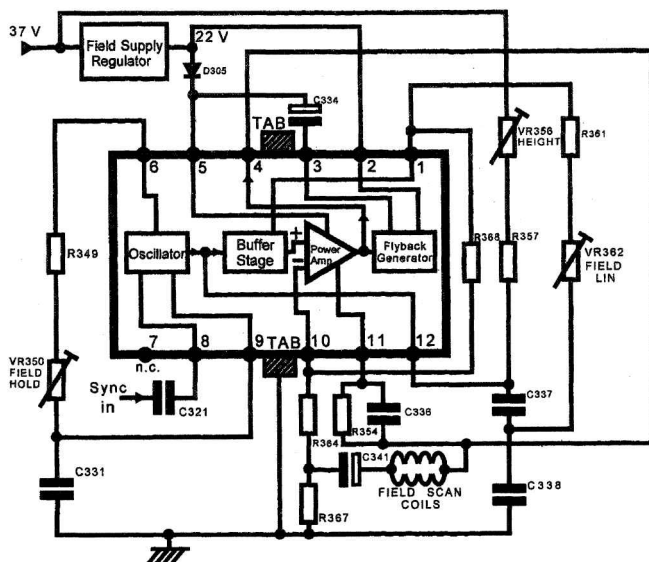 37 V
Field Supply
Regulator
22 V
D305
C334
TAB
6
5
4
3
2
1
VR356
HEIGHT
R361
R349
Oscillator
Buffer
Stage
+
−
Power
Amp
Flyback
Generator
R368
R357
VR362
FIELD
LIN
7
n.c.
8
9
TAB
10
11
12
VR350
FIELD
HOLD
Sync
in
C321
R354
C336
C337
R364
C341
FIELD SCAN
COILS
C331
R367
C338